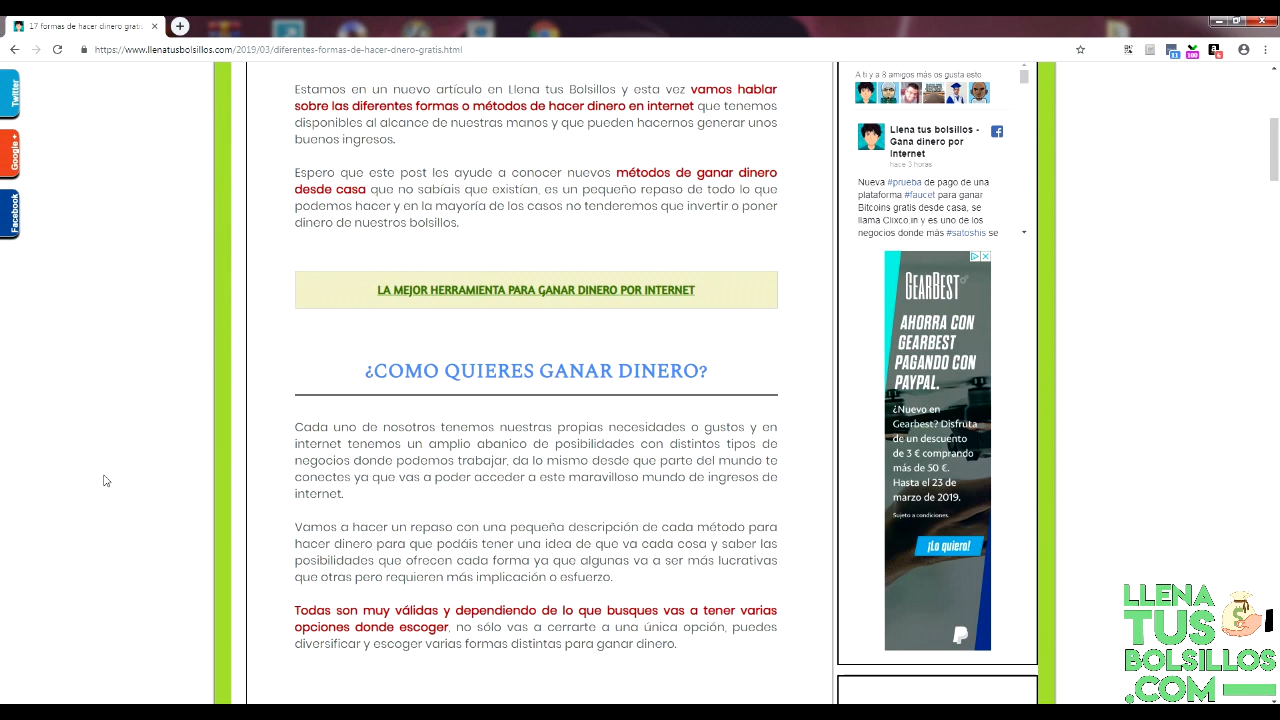 17 formas de hacer dinero grati
https://www.llenatusbolsillos.com/2019/03/diferentes-formas-de-hacer-dnero-gratis.html
Twitter
Google +
Facebook
Estamos en un nuevo artículo en Llena tus Bolsillos y esta vez vamos hablar
sobre las diferentes formas o métodos de hacer dinero en internet que tenemos
disponibles al alcance de nuestras manos y que pueden hacernos generar unos
buenos ingresos.
Espero que este post les ayude a conocer nuevos métodos de ganar dinero
desde casa que no sabíais que existían, es un pequeño repaso de todo lo que
podemos hacer y en la mayoría de los casos no tenderemos que invertir o poner
dinero de nuestros bolsillos.
LA MEJOR HERRAMIENTA PARA GANAR DINERO POR INTERNET
¿COMO QUIERES GANAR DINERO?
Cada uno de nosotros tenemos nuestras propias necesidades o gustos y en
internet tenemos un amplio abanico de posibilidades con distintos tipos de
negocios donde podemos trabajar, da lo mismo desde que parte del mundo te
conectes ya que vas a poder acceder a este maravilloso mundo de ingresos de
internet.
Vamos a hacer un repaso con una pequeña descripción de cada método para
hacer dinero para que podáis tener una idea de que va cada cosa y saber las
posibilidades que ofrecen cada forma ya que algunas va a ser más lucrativas
que otras pero requieren más implicación o esfuerzo.
Todas son muy válidas y dependiendo de lo que busques vas a tener varias
opciones donde escoger, no sólo vas a cerrarte a una única opción, puedes
diversificar y escoger varias formas distintas para ganar dinero.
A ti y a 8 amigos más os gusta esto
Llena tus bolsillos -
Gana dinero por
Internet
hace 3 horas
Nueva #prueba de pago de una
plataforma #faucet para ganar
Bitcoins gratis desde casa, se
llama Clixco.in y es uno de los
negocios donde más #satoshis se
GEARBEST
AHORRA CON
GEARBEST
PAGANDO CON
PAYPAL.
¿Nuevo en
Gearbest? Disfruta
de un descuento
de 3 € comprando
más de 50 €.
Hasta el 23 de
marzo de 2019.
Sujeto a condiciones.
¡Lo quiero!
LLENA
TUS
BOLSILLOS
.COM